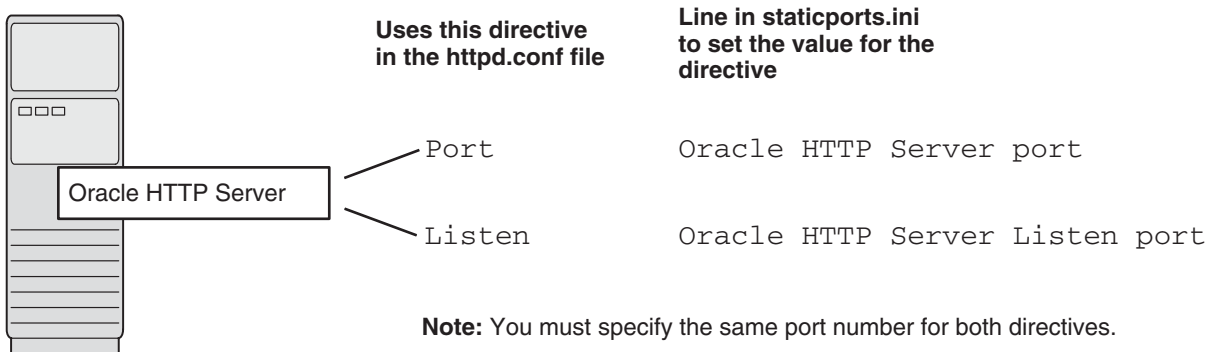 Uses this directive
in the httpd.conf file
Line in staticports.ini
to set the value for the
directive
Oracle HTTP Server
Port
Oracle HTTP Server port
Listen
Oracle HTTP Server Listen port
Note: You must specify the same port number for both directives.